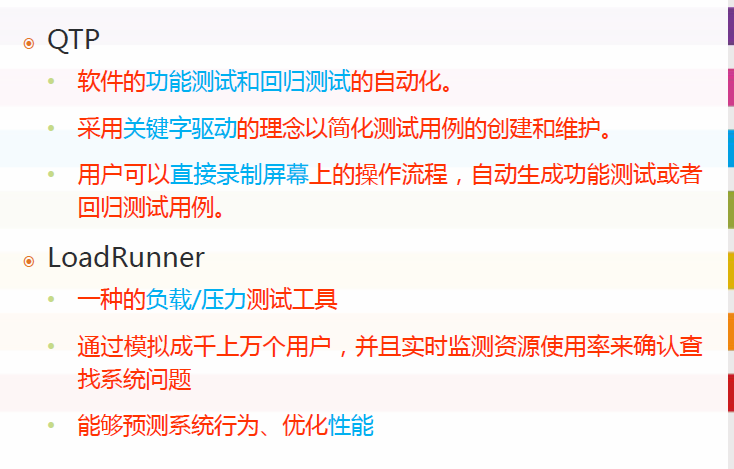 QTP
软件的功能测试和回归测试的自动化。
采用关键字驱动的理念以简化测试用例的创建和维护。
用户可以直接录制屏幕上的操作流程，自动生成功能测试或者
回归测试用例。
LoadRunner
一种的负载/压力测试工具
通过模拟成千上万个用户，并且实时监测资源使用率来确认查
找系统问题
能够预测系统行为、优化性能